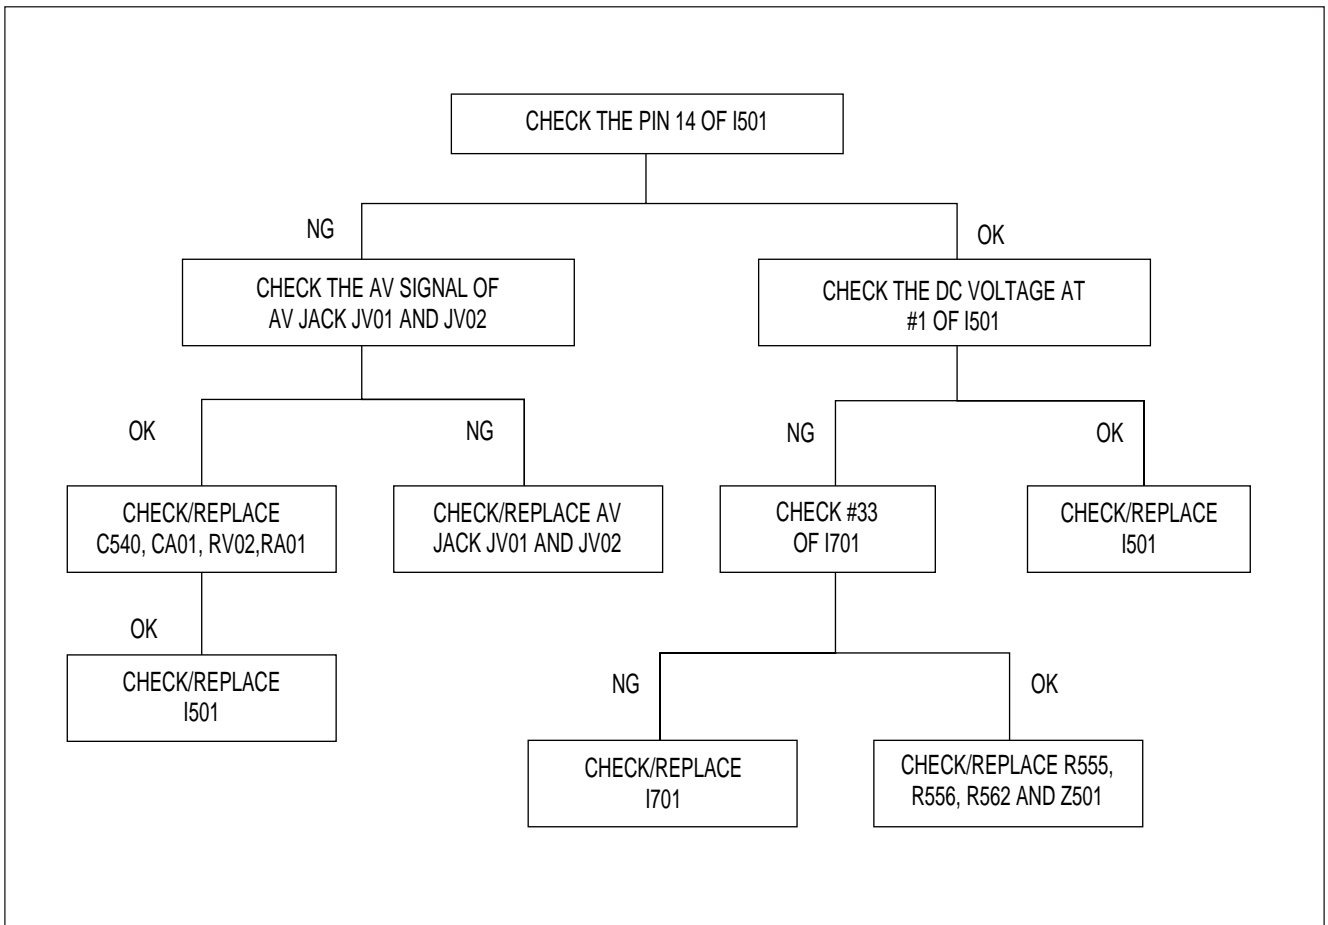 CHECK THE PIN 14 OF I501
NG
OK
CHECK THE AV SIGNAL OF
AV JACK JV01 AND JV02
CHECK THE DC VOLTAGE AT
#1 OF I501
OK
NG
NG
OK
CHECK/REPLACE
C540, CA01, RV02,RA01
CHECK/REPLACE AV
JACK JV01 AND JV02
CHECK #33
OF I701
CHECK/REPLACE
I501
OK
CHECK/REPLACE
I501
NG
OK
CHECK/REPLACE
I701
CHECK/REPLACE R555,
R556, R562 AND Z501